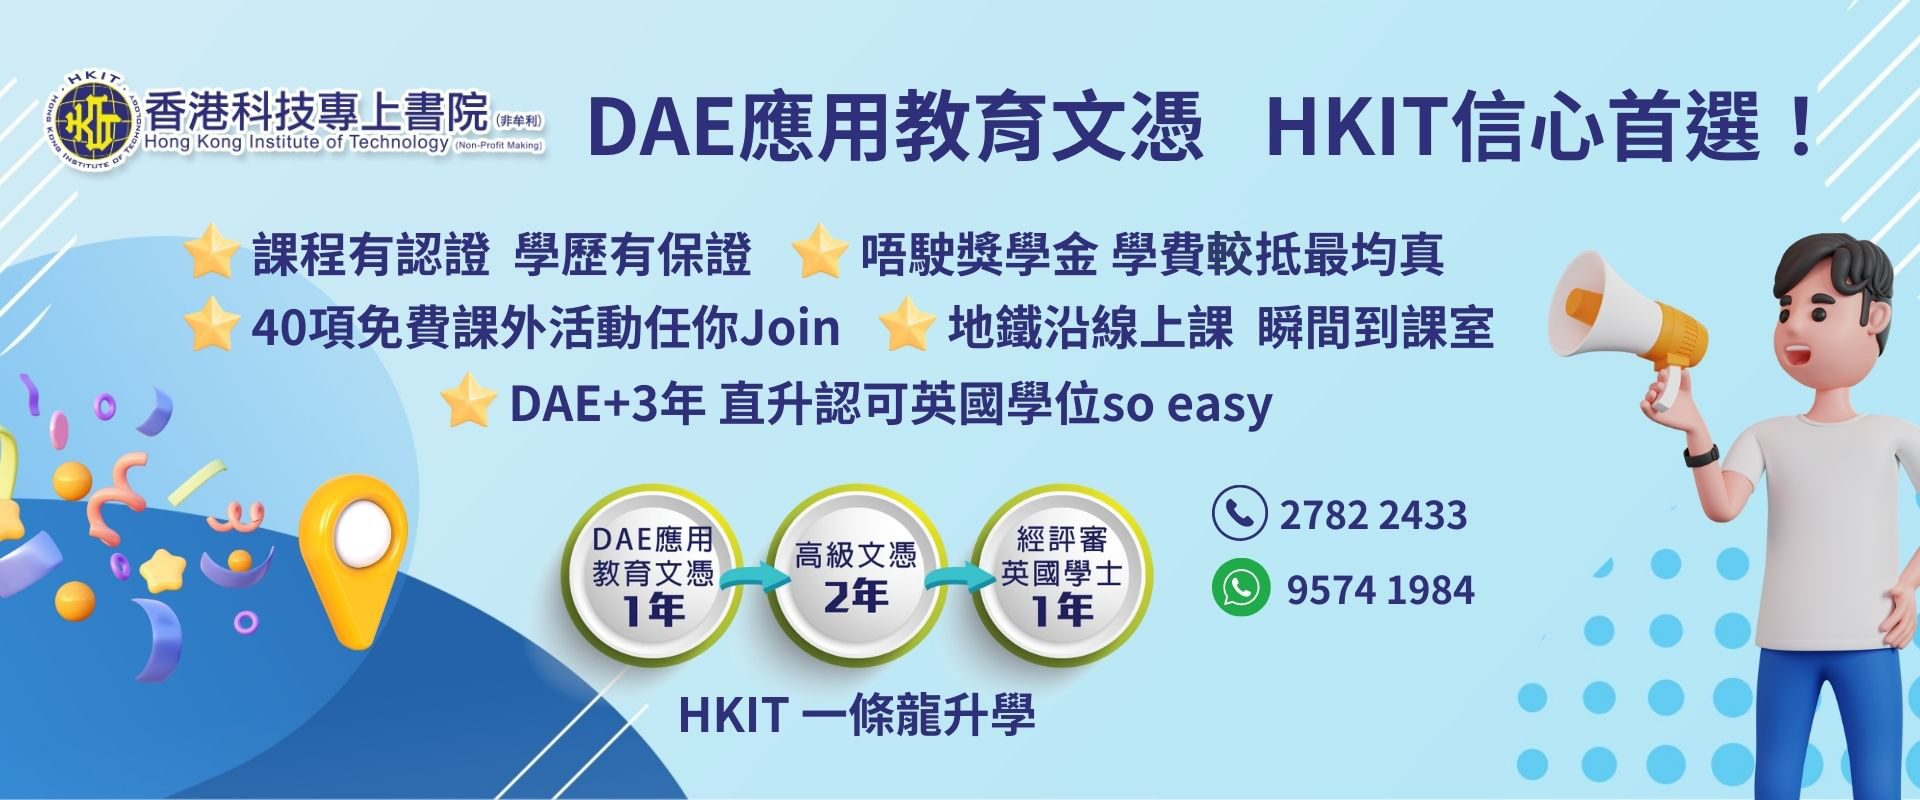 HKIT
HONG KONG INSTITUTE OF TECHNOLOGY
香港科技專上書院 (非牟利)
Hong Kong Institute of Technology (Non-Profit Making)
DAE應用教育文憑 HKIT信心首選！
課程有認證 學歷有保證 唔駛獎學金 學費較抵最均真
40項免費課外活動任你Join 地鐵沿線上課 瞬間到課室
DAE+3年 直升認可英國學位so easy
DAE應用
教育文憑
1年
高級文憑
2年
經評審
英國學士
1年
2782 2433
9574 1984
HKIT 一條龍升學